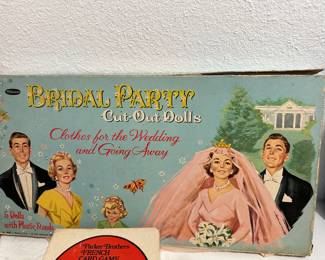 Whitman
BRIDAL PARTY
Cut-Out Dolls
Clothes for the Wedding
and Going Away
5 Dolls
with Plastic Stands
Parker Brothers
FRENCH
CARD GAME